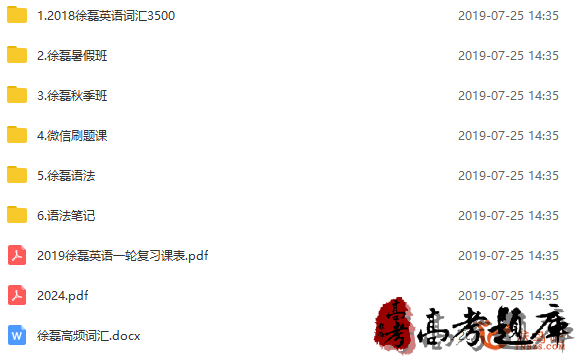 1.2018徐磊英语词汇3500 2019-07-25 14:35
2.徐磊暑假班 2019-07-25 14:35
3.徐磊秋季班 2019-07-25 14:35
4.微信刷题课 2019-07-25 14:35
5.徐磊语法 2019-07-25 14:35
6.语法笔记 2019-07-25 14:35
2019徐磊英语一轮复习课表.pdf 2019-07-25 14:35
2024.pdf 2019-07-25 14:35
徐磊高频词汇.docx
高考 高考题库